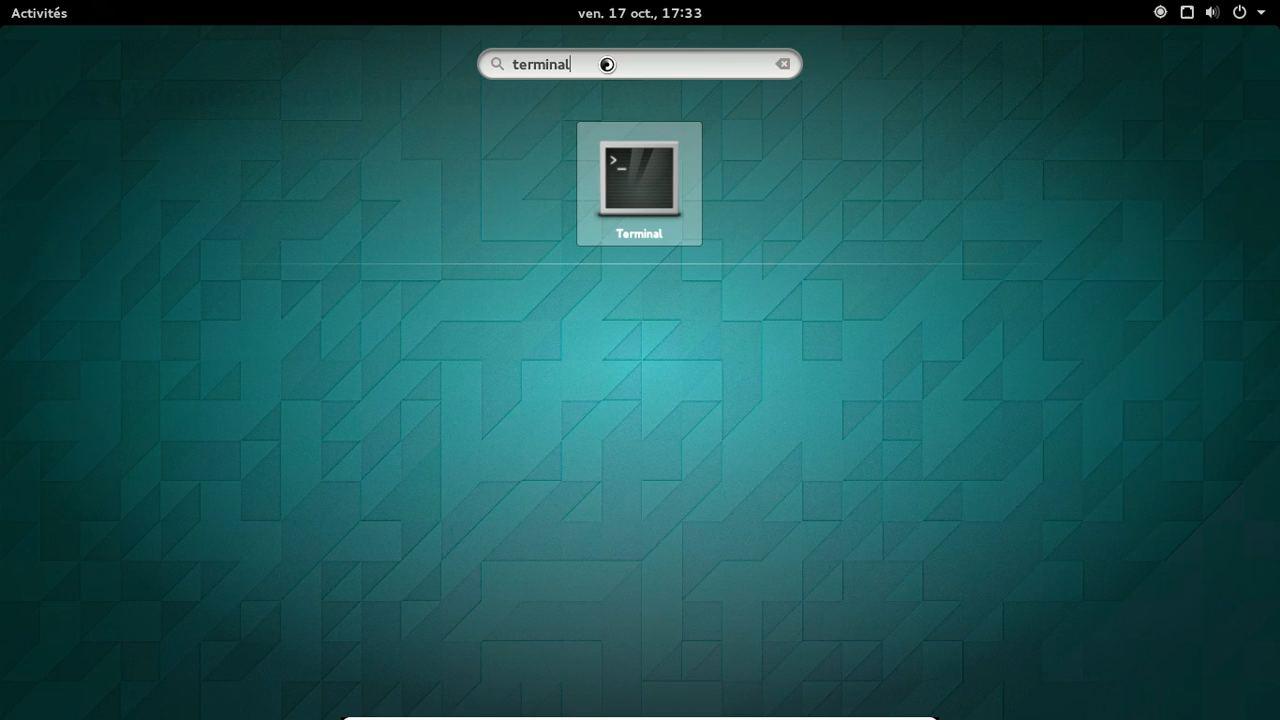 Activités
ven. 17 oct., 17:33
terminal
>_
Terminal